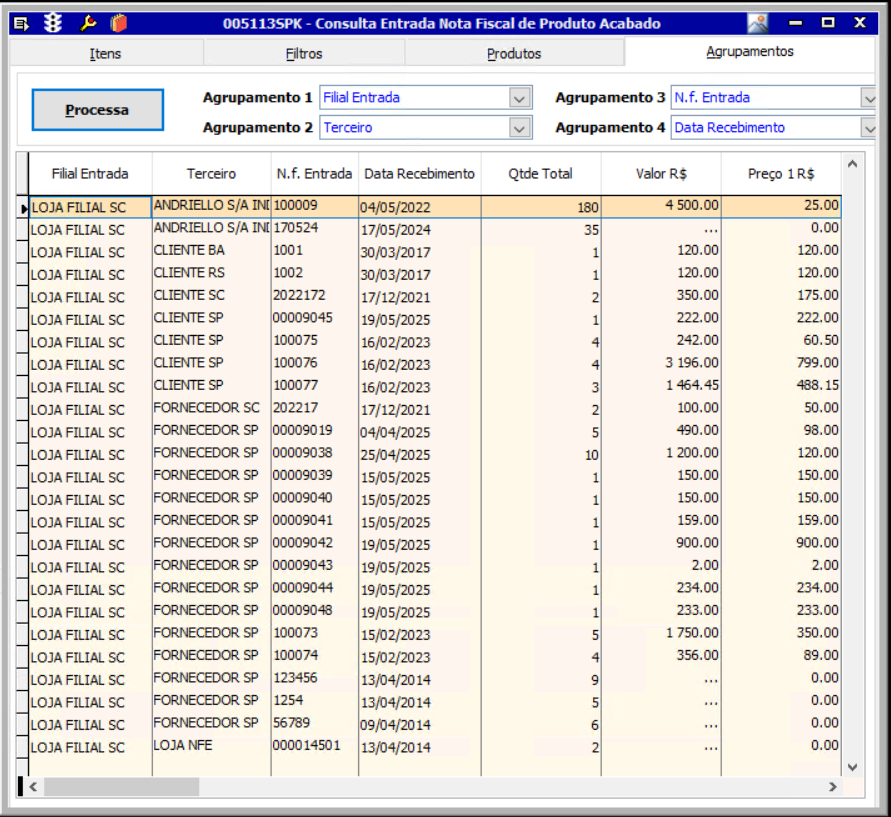 005113SPK - Consulta Entrada Nota Fiscal de Produto Acabado
Itens Filtros Produtos Agrupamentos
Processa
Agrupamento 1 Filial Entrada Agrupamento 3 N.f. Entrada
Agrupamento 2 Terceiro Agrupamento 4 Data Recebimento
Filial Entrada Terceiro N.f. Entrada Data Recebimento Qtde Total Valor R$ Preço 1 R$
LOJA FILIAL SC ANDRIELLO S/A INI 100009 04/05/2022 180 4 500.00 25.00
LOJA FILIAL SC ANDRIELLO S/A INI 170524 17/05/2024 35 ... 0.00
LOJA FILIAL SC CLIENTE BA 1001 30/03/2017 1 120.00 120.00
LOJA FILIAL SC CLIENTE RS 1002 30/03/2017 1 120.00 120.00
LOJA FILIAL SC CLIENTE SC 2022172 17/12/2021 2 350.00 175.00
LOJA FILIAL SC CLIENTE SP 00009045 19/05/2025 1 222.00 222.00
LOJA FILIAL SC CLIENTE SP 100075 16/02/2023 4 242.00 60.50
LOJA FILIAL SC CLIENTE SP 100076 16/02/2023 4 3 196.00 799.00
LOJA FILIAL SC CLIENTE SP 100077 16/02/2023 3 1 464.45 488.15
LOJA FILIAL SC FORNECEDOR SC 202217 17/12/2021 2 100.00 50.00
LOJA FILIAL SC FORNECEDOR SP 00009019 04/04/2025 5 490.00 98.00
LOJA FILIAL SC FORNECEDOR SP 00009038 25/04/2025 10 1 200.00 120.00
LOJA FILIAL SC FORNECEDOR SP 00009039 15/05/2025 1 150.00 150.00
LOJA FILIAL SC FORNECEDOR SP 00009040 15/05/2025 1 150.00 150.00
LOJA FILIAL SC FORNECEDOR SP 00009041 15/05/2025 1 159.00 159.00
LOJA FILIAL SC FORNECEDOR SP 00009042 19/05/2025 1 900.00 900.00
LOJA FILIAL SC FORNECEDOR SP 00009043 19/05/2025 1 2.00 2.00
LOJA FILIAL SC FORNECEDOR SP 00009044 19/05/2025 1 234.00 234.00
LOJA FILIAL SC FORNECEDOR SP 00009048 19/05/2025 1 233.00 233.00
LOJA FILIAL SC FORNECEDOR SP 100073 15/02/2023 5 1 750.00 350.00
LOJA FILIAL SC FORNECEDOR SP 100074 15/02/2023 4 356.00 89.00
LOJA FILIAL SC FORNECEDOR SP 123456 13/04/2014 9 ... 0.00
LOJA FILIAL SC FORNECEDOR SP 1254 13/04/2014 5 ... 0.00
LOJA FILIAL SC FORNECEDOR SP 56789 09/04/2014 6 ... 0.00
LOJA FILIAL SC LOJA NFE 000014501 13/04/2014 2 ... 0.00